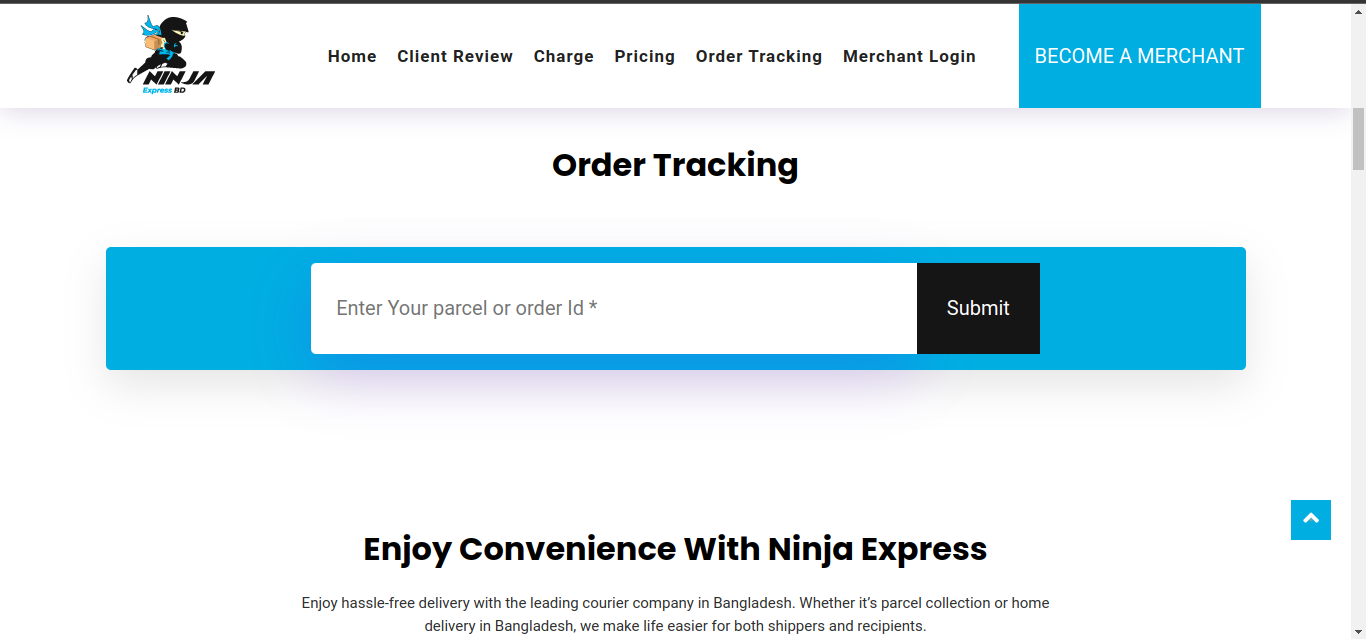 NINJA
Express BD
Home Client Review Charge Pricing Order Tracking Merchant Login
BECOME A MERCHANT
Order Tracking
Enter Your parcel or order Id *
Submit
Enjoy Convenience With Ninja Express
Enjoy hassle-free delivery with the leading courier company in Bangladesh. Whether it’s parcel collection or home
delivery in Bangladesh, we make life easier for both shippers and recipients.